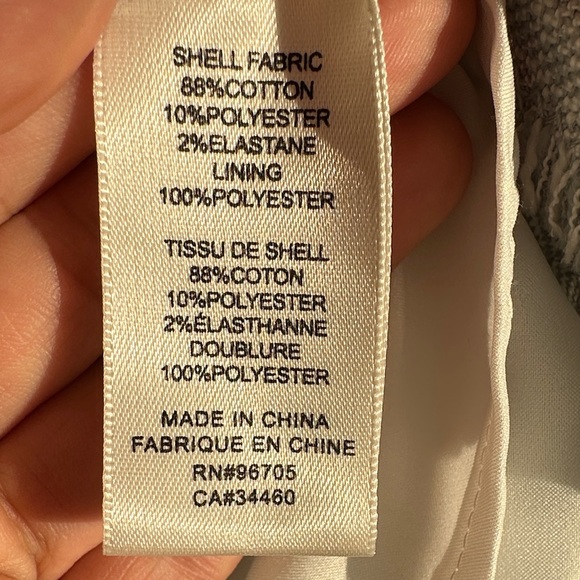 SHELL FABRIC
88%COTTON
10%POLYESTER
2%ELASTANE
LINING
100%POLYESTER
TISSU DE SHELL
88%COTON
10%POLYESTER
2%ÉLASTHANNE
DOUBLURE
100%POLYESTER
MADE IN CHINA
FABRIQUE EN CHINE
RN#96705
CA#34460